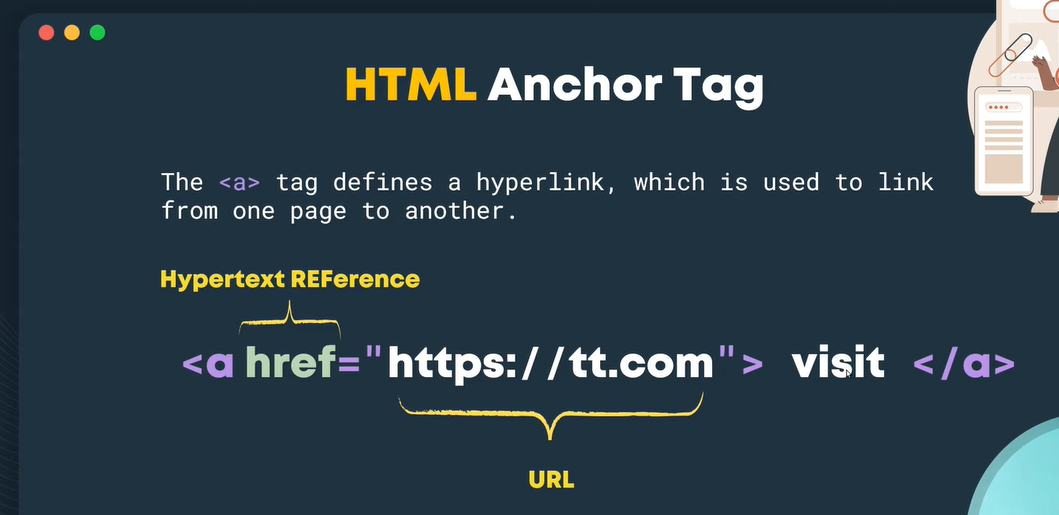 HTML Anchor Tag
The <a> tag defines a hyperlink, which is used to link
from one page to another.
Hypertext REFerence
<a href="https://tt.com"> visit </a>
URL